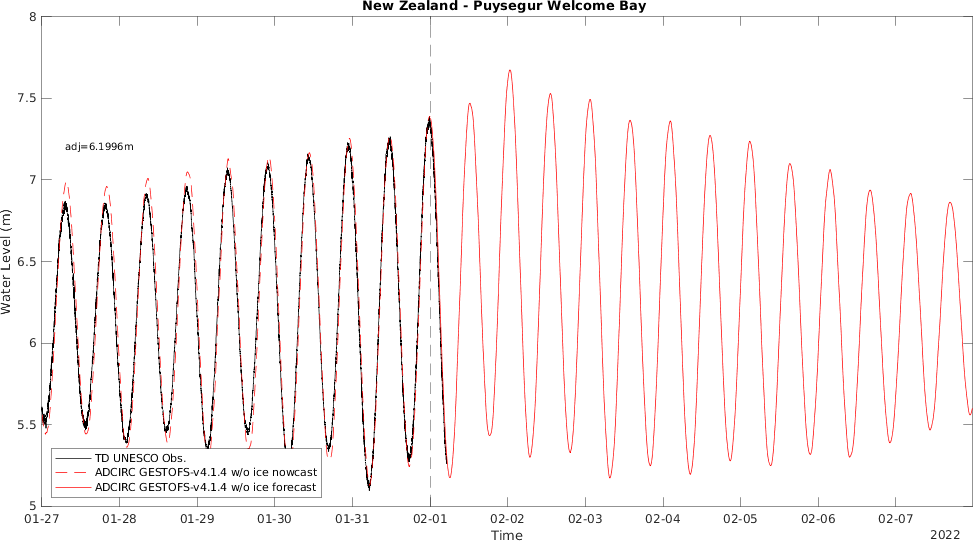 New Zealand - Puysegur Welcome Bay
8
7.5
7
6.5
6
5.5
5
Water Level (m)
adj=6.1996m
TD UNESCO Obs.
ADCIRC GESTOFS-v4.1.4 w/o ice nowcast
ADCIRC GESTOFS-v4.1.4 w/o ice forecast
01-27 01-28 01-29 01-30 01-31 02-01 02-02 02-03 02-04 02-05 02-06 02-07
Time
2022